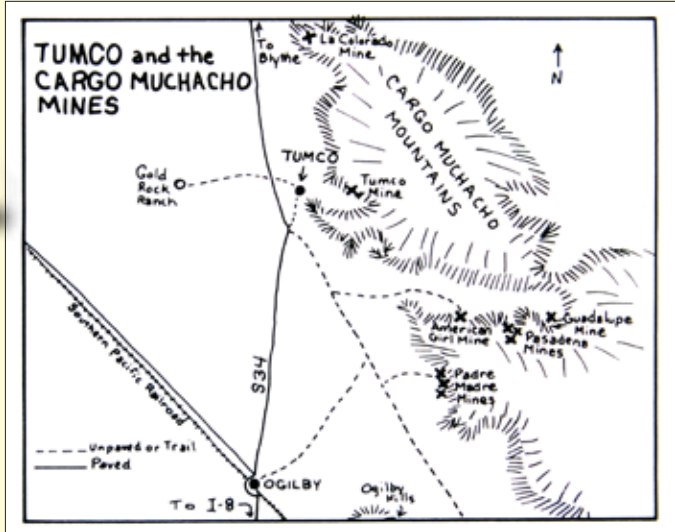 TUMCO and the
CARGO MUCHACHO
MINES
To
Blythe
La Colorado
Mine
N
CARGO MUCHACHO
MOUNTAINS
TUMCO
Gold
Rock
Ranch
Tumco
Mine
American
Girl Mine
Guadalupe
Mine
Pasadena
Mines
Padre
Madre
Mines
Southern Pacific Railroad
S34
Unpaved or Trail
Paved
OGILBY
To I-8
Ogilby
Hills